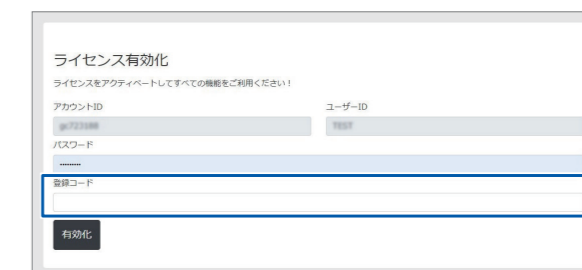 ライセンス有効化
ライセンスをアクティベートしてすべての機能をご利用ください！
アカウントID
ユーザーID
TEST
パスワード
登録コード
有効化